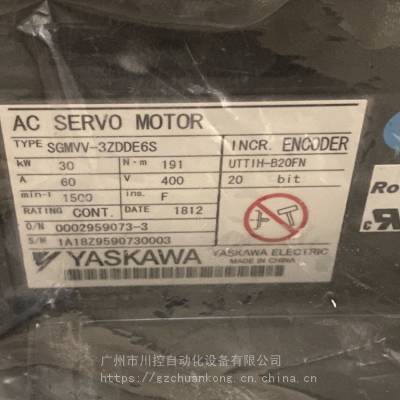 AC SERVO MOTOR
TYPE SGMVV-3ZDDE6S
INCR. ENCODER
kW 30 N·m 191
UTTIH-B20FN
A 60 V 400
20 bit
min-1 1500 ins. F
RATING CONT. DATE 1812
O/N 0002959073-3
S/N 1A18Z9590730003
YASKAWA YASKAWA ELECTRIC
MADE IN CHINA
Ro
c
广州市川控自动化设备有限公司
https://gzchuankong.cn.china.cn